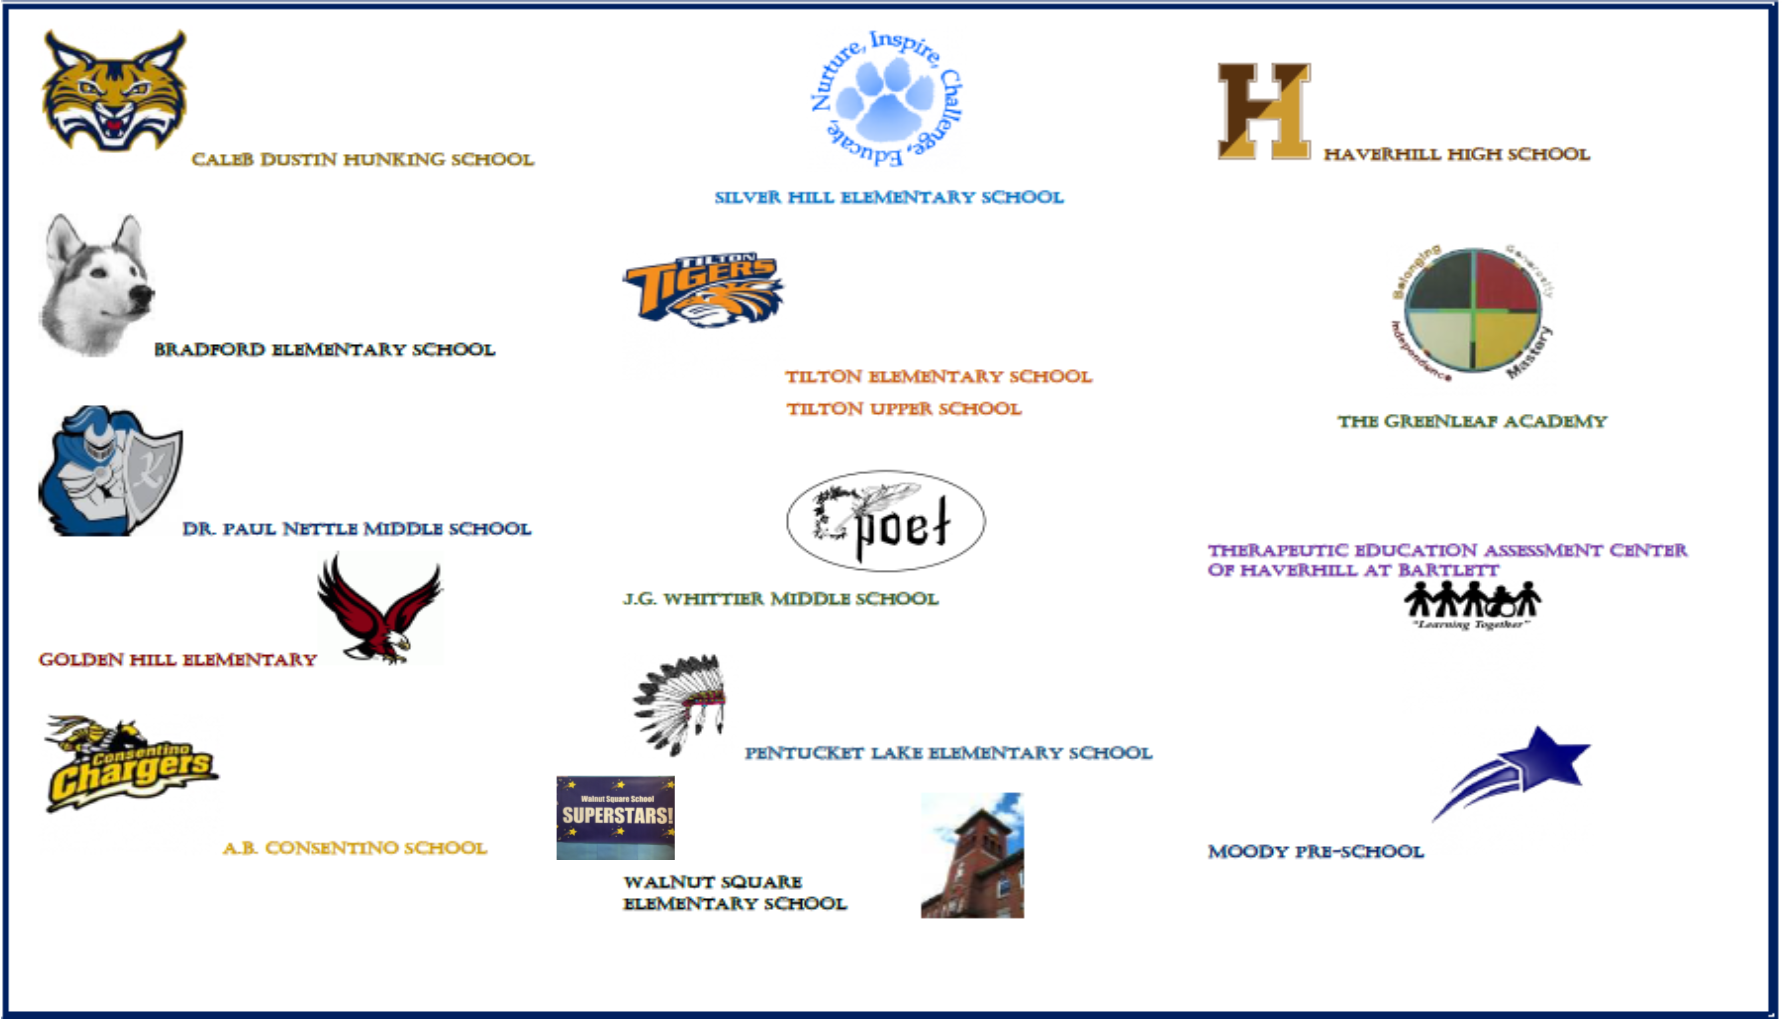 Nurture, Inspire, Challenge, Educate,
CALEB DUSTIN HUNKING SCHOOL
SILVER HILL ELEMENTARY SCHOOL
H
HAVERHILL HIGH SCHOOL
BRADFORD ELEMENTARY SCHOOL
TILTON
TIGERS
TILTON ELEMENTARY SCHOOL
TILTON UPPER SCHOOL
Belonging
Generosity
Independence
Mastery
THE GREENLEAF ACADEMY
K
DR. PAUL NETTLE MIDDLE SCHOOL
poet
J.G. WHITTIER MIDDLE SCHOOL
THERAPEUTIC EDUCATION ASSESSMENT CENTER
OF HAVERHILL AT BARTLETT
"Learning Together"
GOLDEN HILL ELEMENTARY
PENTUCKET LAKE ELEMENTARY SCHOOL
Consentino
Chargers
A.B. CONSENTINO SCHOOL
Walnut Square School
SUPERSTARS!
WALNUT SQUARE
ELEMENTARY SCHOOL
MOODY PRE-SCHOOL